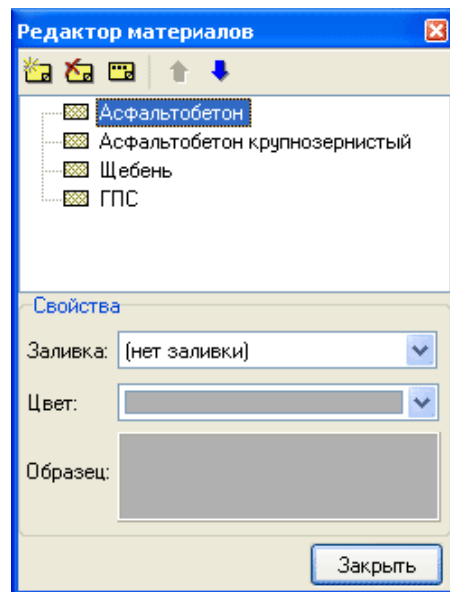 Редактор материалов
Асфальтобетон
Асфальтобетон крупнозернистый
Щебень
ГПС
Свойства
Заливка: (нет заливки)
Цвет:
Образец:
Закрыть